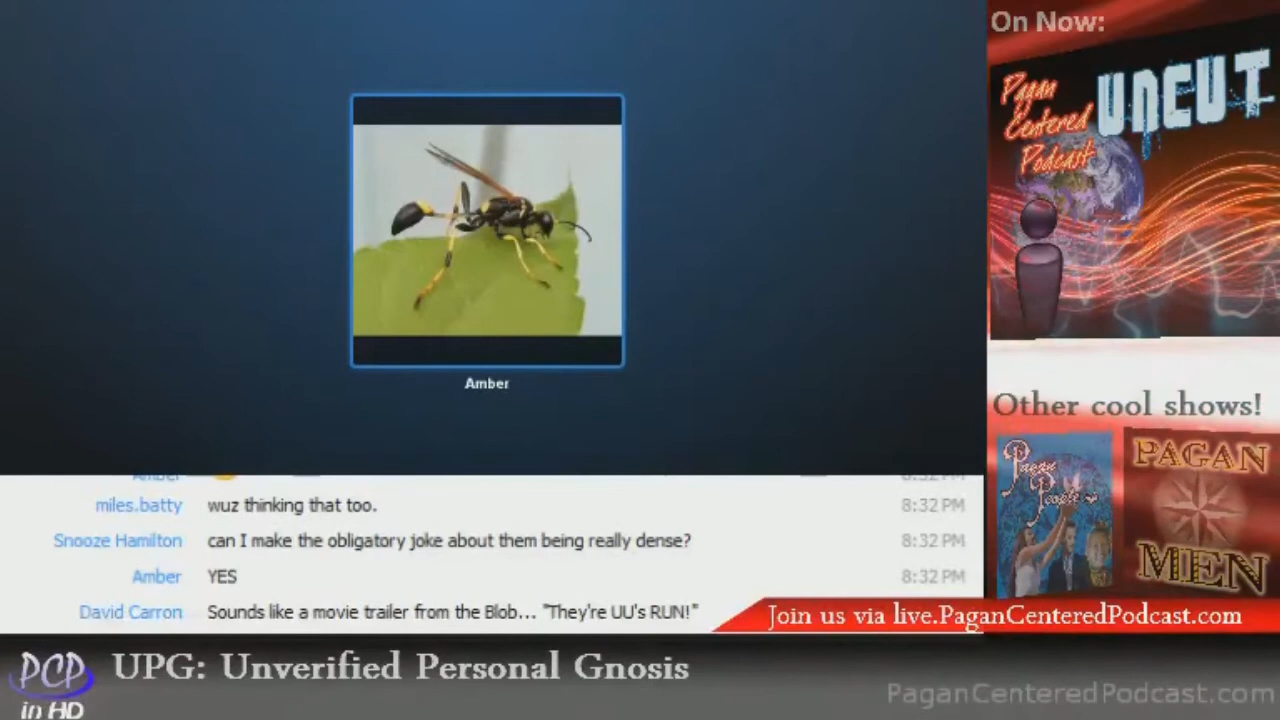 On Now:
Pagan
Centered
Podcast
UNCUT
Amber
Other cool shows!
Pagan
People
PAGAN
MEN
Amber 8:32 PM
miles.batty wuz thinking that too. 8:32 PM
Snooze Hamilton can I make the obligatory joke about them being really dense? 8:32 PM
Amber YES 8:32 PM
David Carron Sounds like a movie trailer from the Blob... "They're UU's RUN!"
Join us via live.PaganCenteredPodcast.com
PCP
in HD
UPG: Unverified Personal Gnosis
PaganCenteredPodcast.com